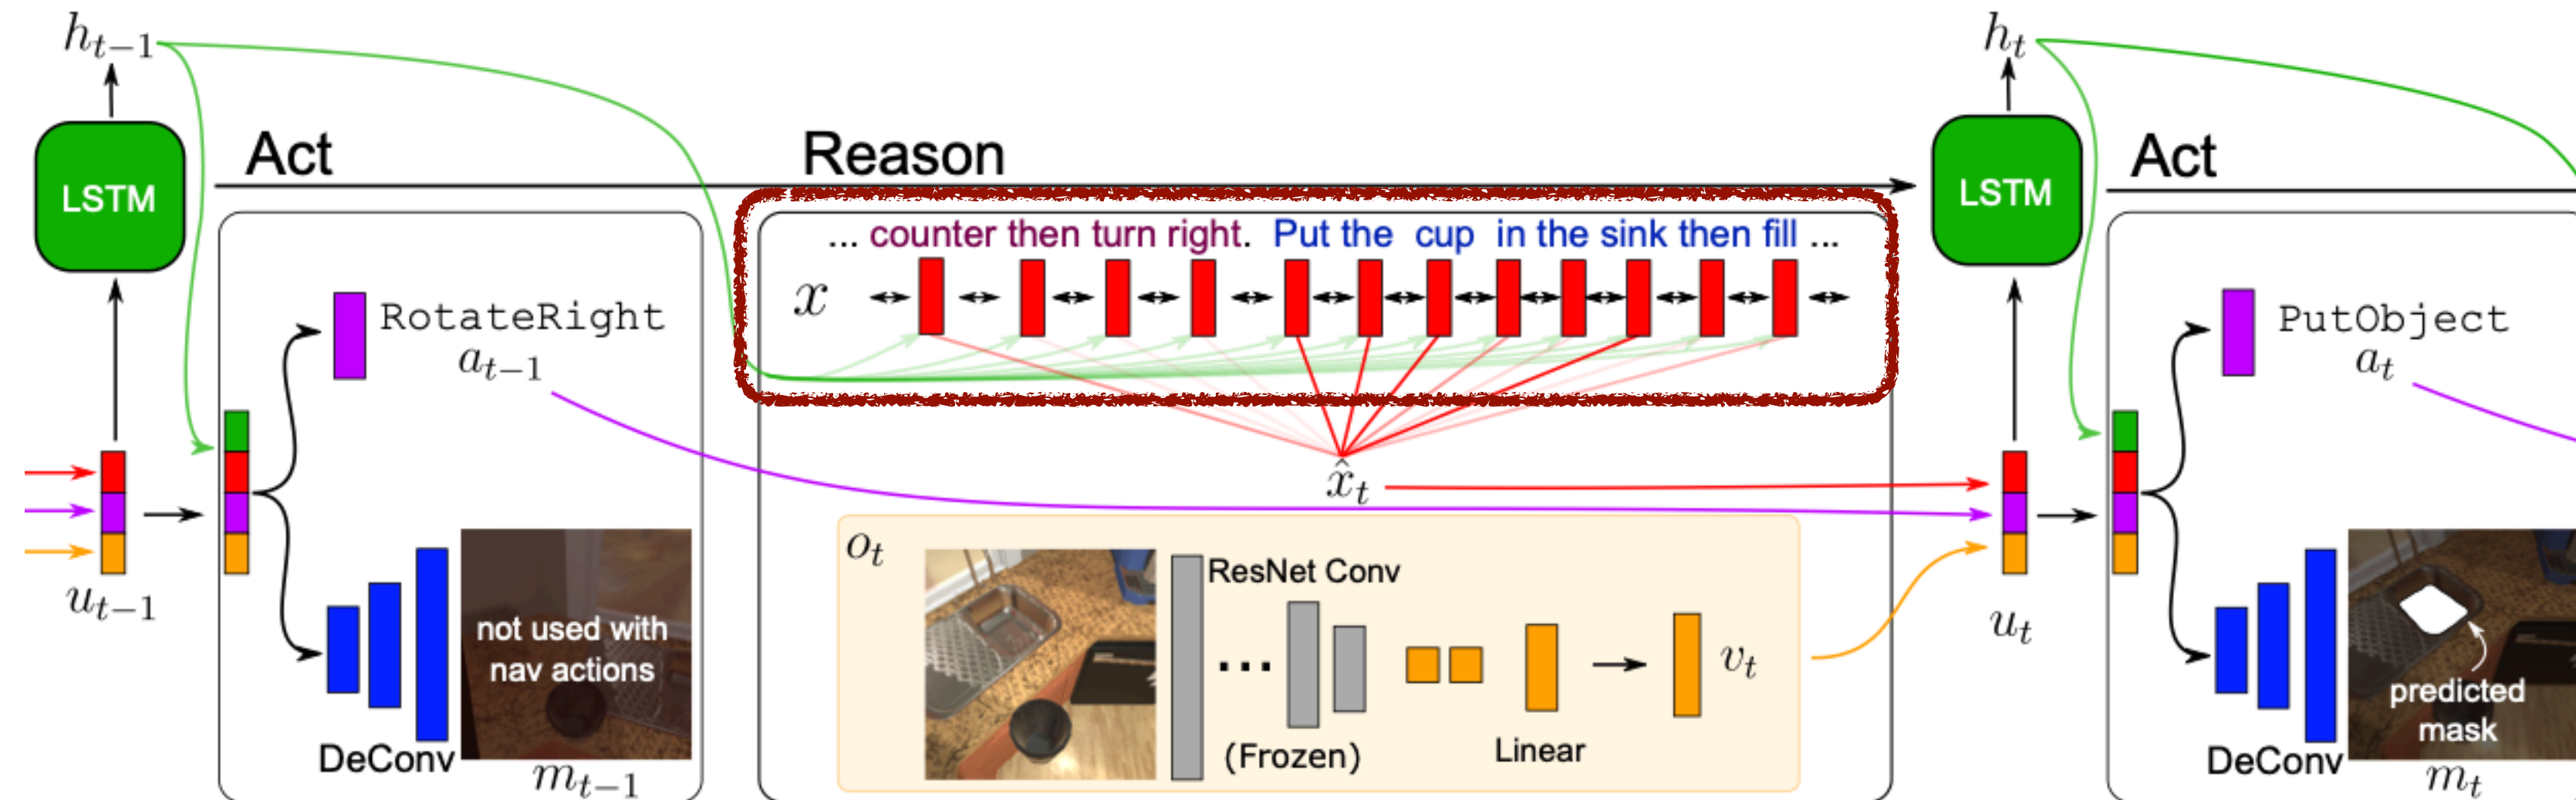 h_{t−1}
LSTM
Act
RotateRight
a_{t−1}
u_{t−1}
not used with
nav actions
DeConv
m_{t−1}
Reason
... counter then turn right. Put the cup in the sink then fill ...
x
x̂_t
o_t
ResNet Conv
...
(Frozen)
Linear
v_t
h_t
LSTM
Act
PutObject
a_t
u_t
predicted
mask
DeConv
m_t